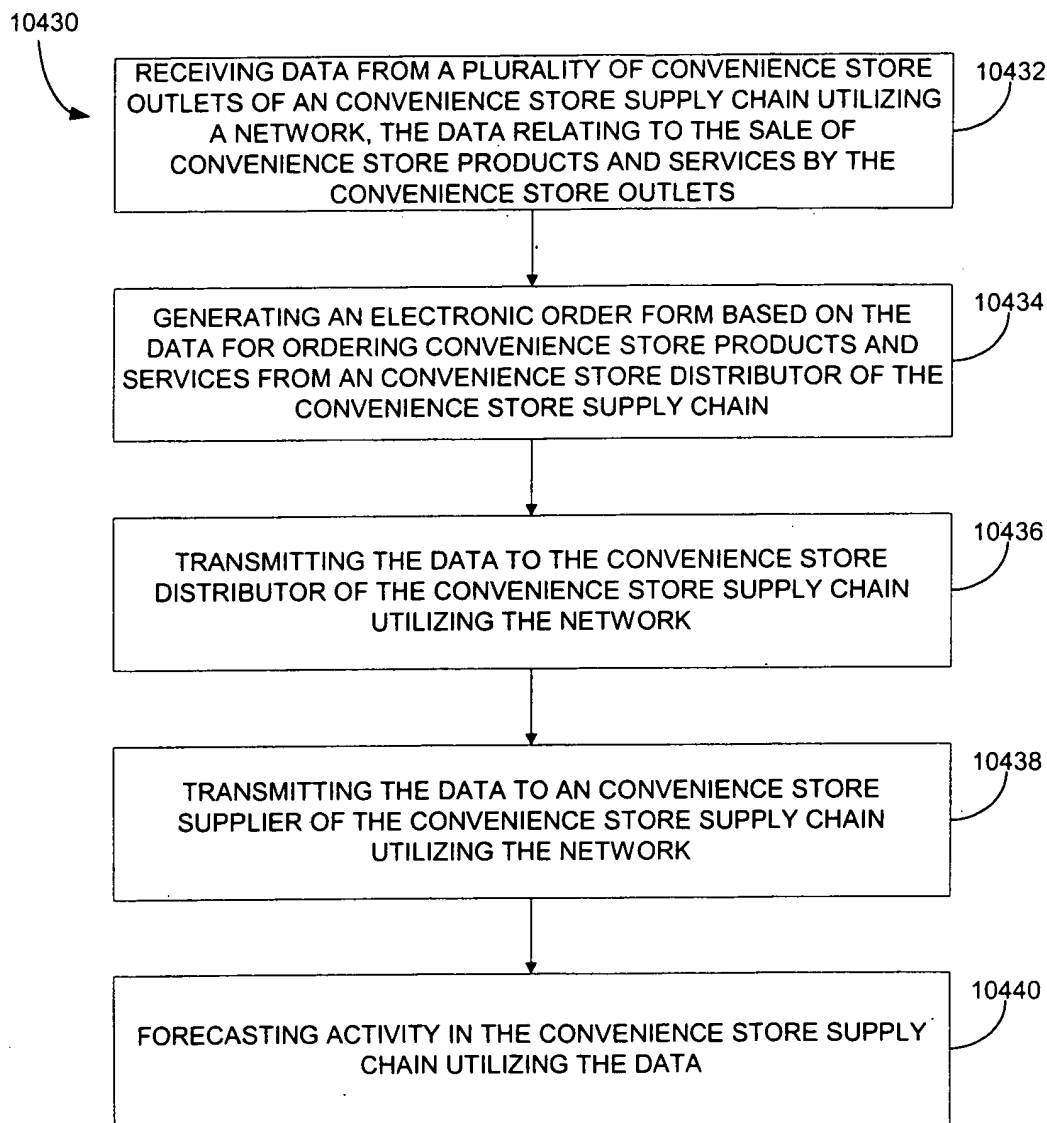 10430
RECEIVING DATA FROM A PLURALITY OF CONVENIENCE STORE
OUTLETS OF AN CONVENIENCE STORE SUPPLY CHAIN UTILIZING
A NETWORK, THE DATA RELATING TO THE SALE OF
CONVENIENCE STORE PRODUCTS AND SERVICES BY THE
CONVENIENCE STORE OUTLETS
10432
GENERATING AN ELECTRONIC ORDER FORM BASED ON THE
DATA FOR ORDERING CONVENIENCE STORE PRODUCTS AND
SERVICES FROM AN CONVENIENCE STORE DISTRIBUTOR OF THE
CONVENIENCE STORE SUPPLY CHAIN
10434
TRANSMITTING THE DATA TO THE CONVENIENCE STORE
DISTRIBUTOR OF THE CONVENIENCE STORE SUPPLY CHAIN
UTILIZING THE NETWORK
10436
TRANSMITTING THE DATA TO AN CONVENIENCE STORE
SUPPLIER OF THE CONVENIENCE STORE SUPPLY CHAIN
UTILIZING THE NETWORK
10438
FORECASTING ACTIVITY IN THE CONVENIENCE STORE SUPPLY
CHAIN UTILIZING THE DATA
10440